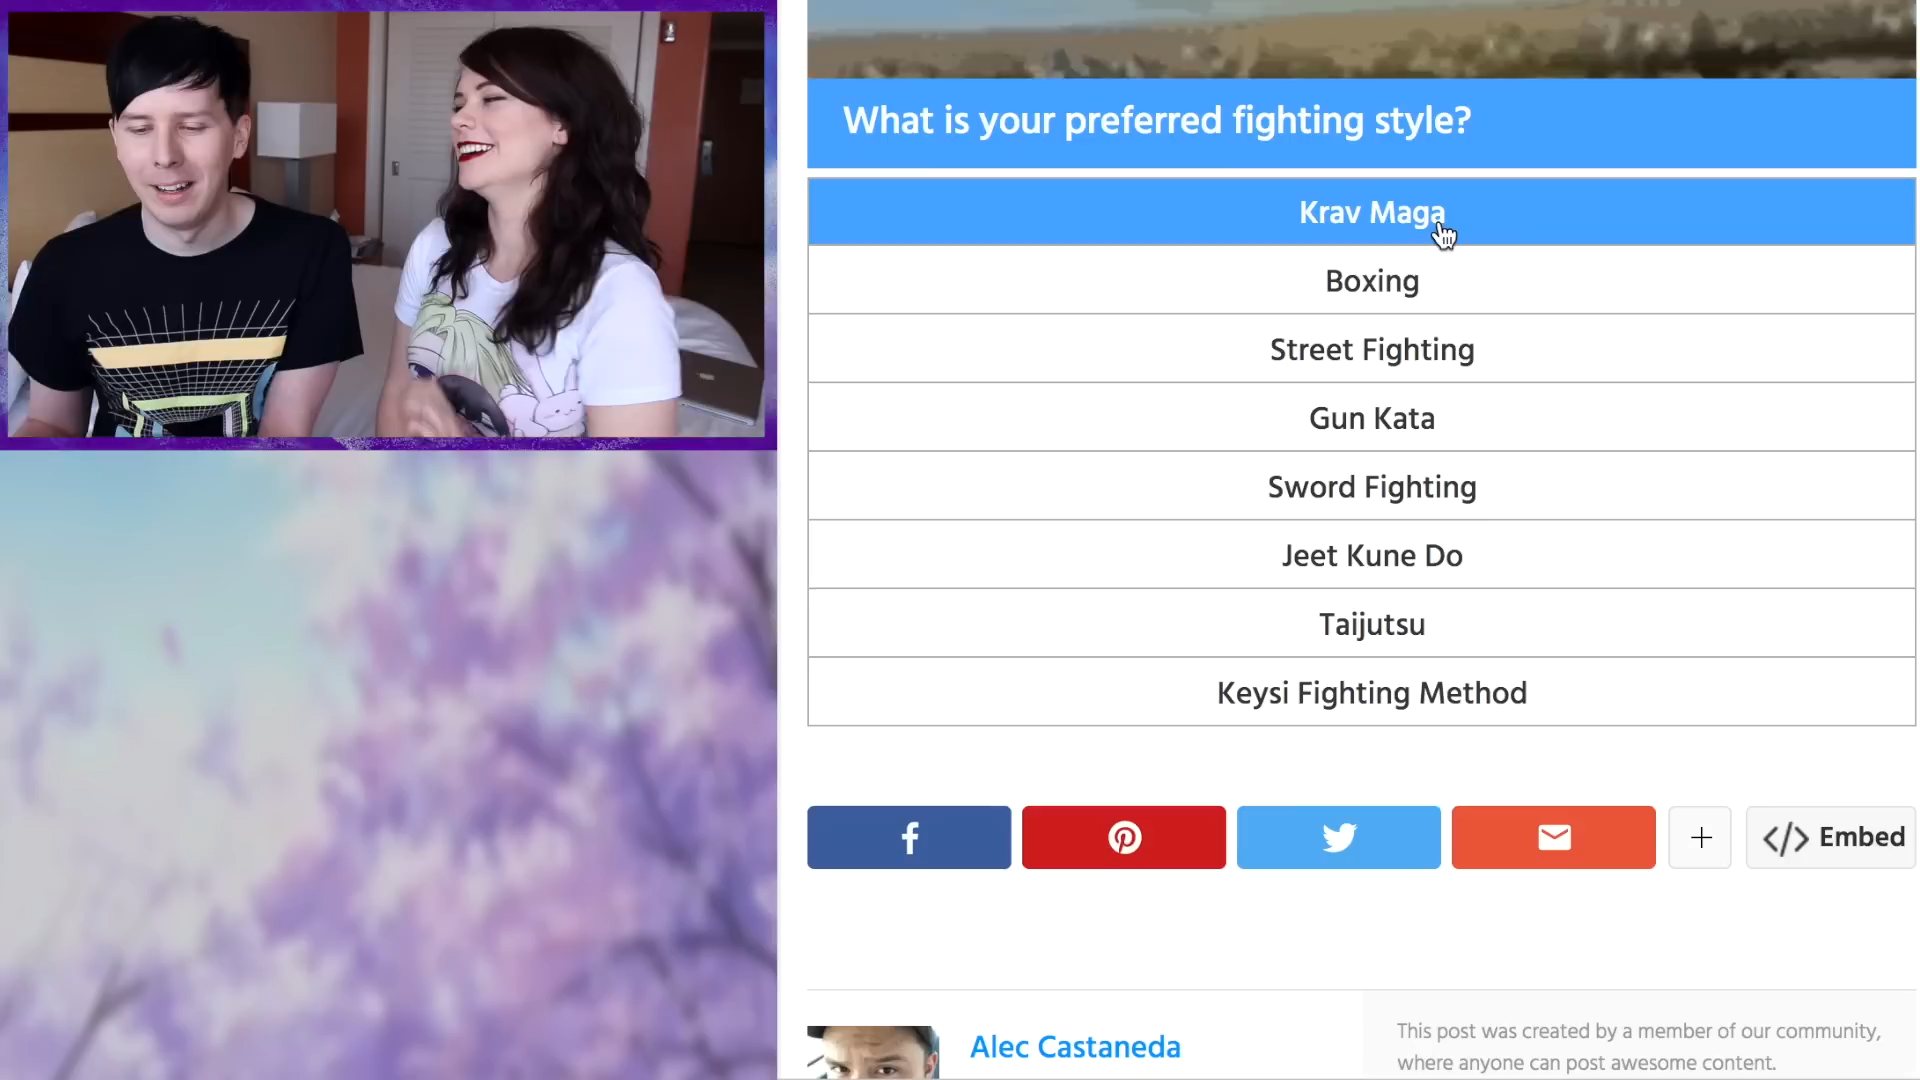 What is your preferred fighting style?
Krav Maga
Boxing
Street Fighting
Gun Kata
Sword Fighting
Jeet Kune Do
Taijutsu
Keysi Fighting Method
</> Embed
Alec Castaneda
This post was created by a member of our community,
where anyone can post awesome content.